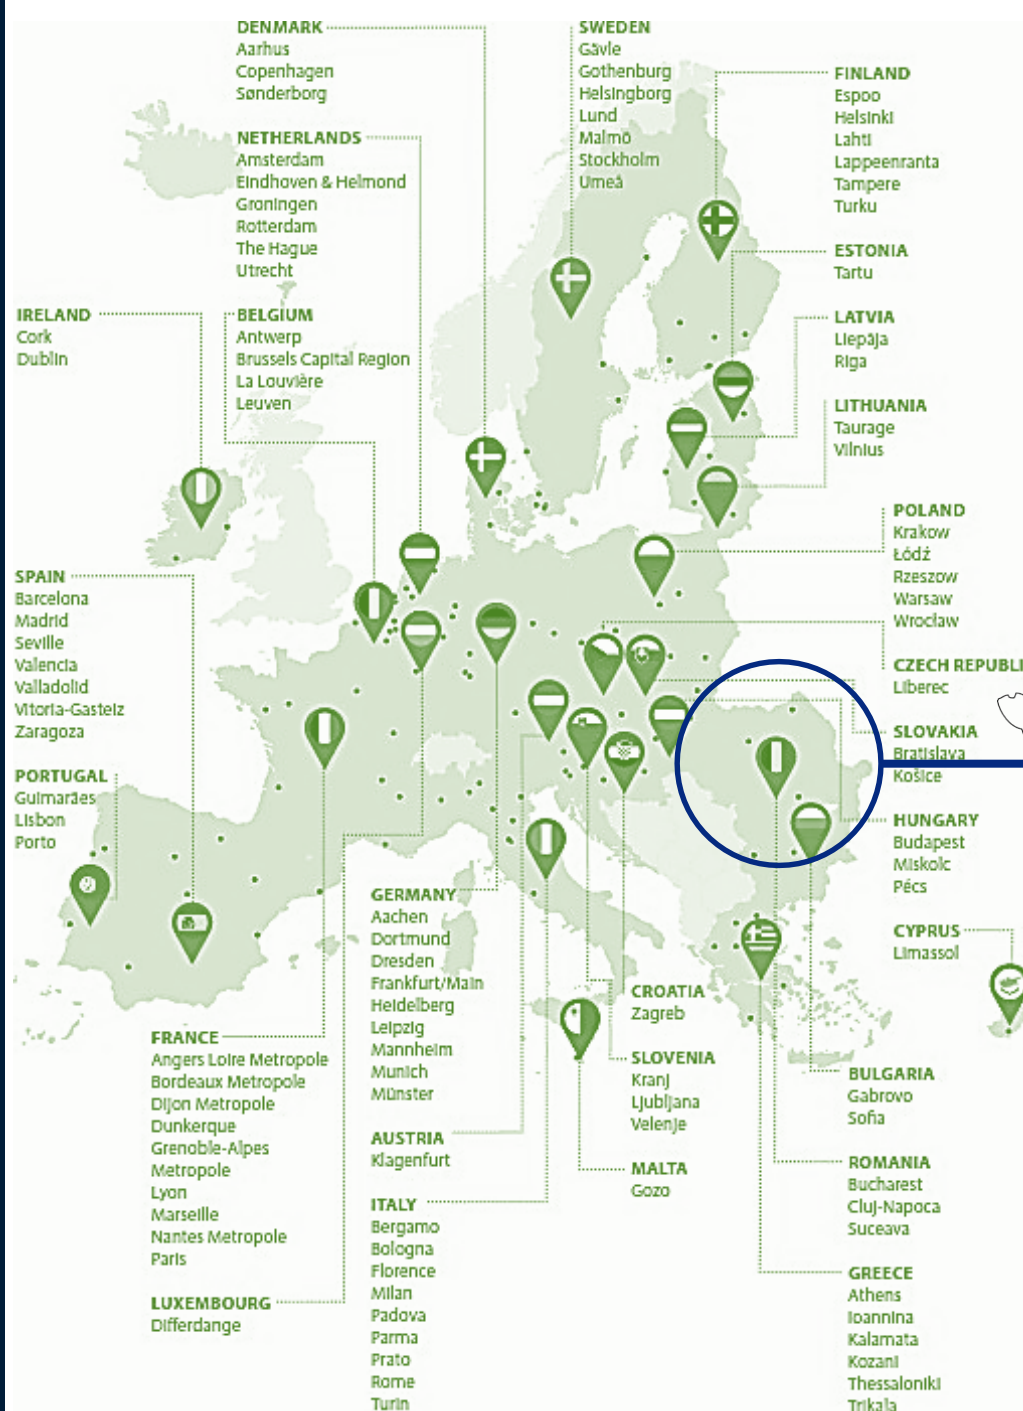 DENMARK
Aarhus
Copenhagen
Sønderborg
SWEDEN
Gävle
Gothenburg
Helsingborg
Lund
Malmö
Stockholm
Umeå
FINLAND
Espoo
Helsinki
Lahti
Lappeenranta
Tampere
Turku
NETHERLANDS
Amsterdam
Eindhoven & Helmond
Groningen
Rotterdam
The Hague
Utrecht
ESTONIA
Tartu
IRELAND
Cork
Dublin
BELGIUM
Antwerp
Brussels Capital Region
La Louvière
Leuven
LATVIA
Liepāja
Riga
LITHUANIA
Taurage
Vilnius
POLAND
Krakow
Łódź
Rzeszow
Warsaw
Wrocław
SPAIN
Barcelona
Madrid
Seville
Valencia
Valladolid
Vitoria-Gasteiz
Zaragoza
CZECH REPUBLI
Liberec
SLOVAKIA
Bratislava
Košice
PORTUGAL
Guimarães
Lisbon
Porto
HUNGARY
Budapest
Miskolc
Pécs
GERMANY
Aachen
Dortmund
Dresden
Frankfurt/Main
Heidelberg
Leipzig
Mannheim
Munich
Münster
CYPRUS
Limassol
CROATIA
Zagreb
FRANCE
Angers Loire Metropole
Bordeaux Metropole
Dijon Metropole
Dunkerque
Grenoble-Alpes
Metropole
Lyon
Marseille
Nantes Metropole
Paris
SLOVENIA
Kranj
Ljubljana
Velenje
BULGARIA
Gabrovo
Sofia
AUSTRIA
Klagenfurt
MALTA
Gozo
ROMANIA
Bucharest
Cluj-Napoca
Suceava
ITALY
Bergamo
Bologna
Florence
Milan
Padova
Parma
Prato
Rome
Turin
GREECE
Athens
Ioannina
Kalamata
Kozani
Thessaloniki
Trikala
LUXEMBOURG
Differdange